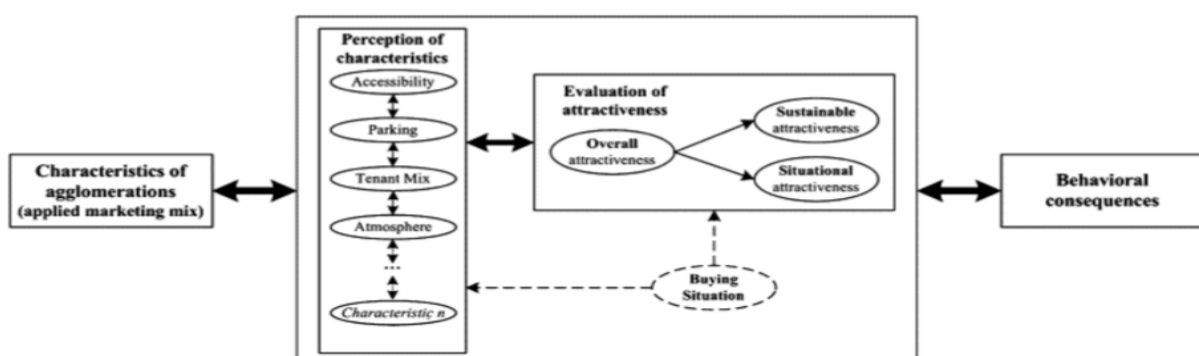 Characteristics of
agglomerations
(applied marketing mix)
Perception of
characteristics
Accessibility
Parking
Tenant Mix
Atmosphere
...
Characteristic n
Evaluation of
attractiveness
Overall
attractiveness
Sustainable
attractiveness
Situational
attractiveness
Buying
Situation
Behavioral
consequences